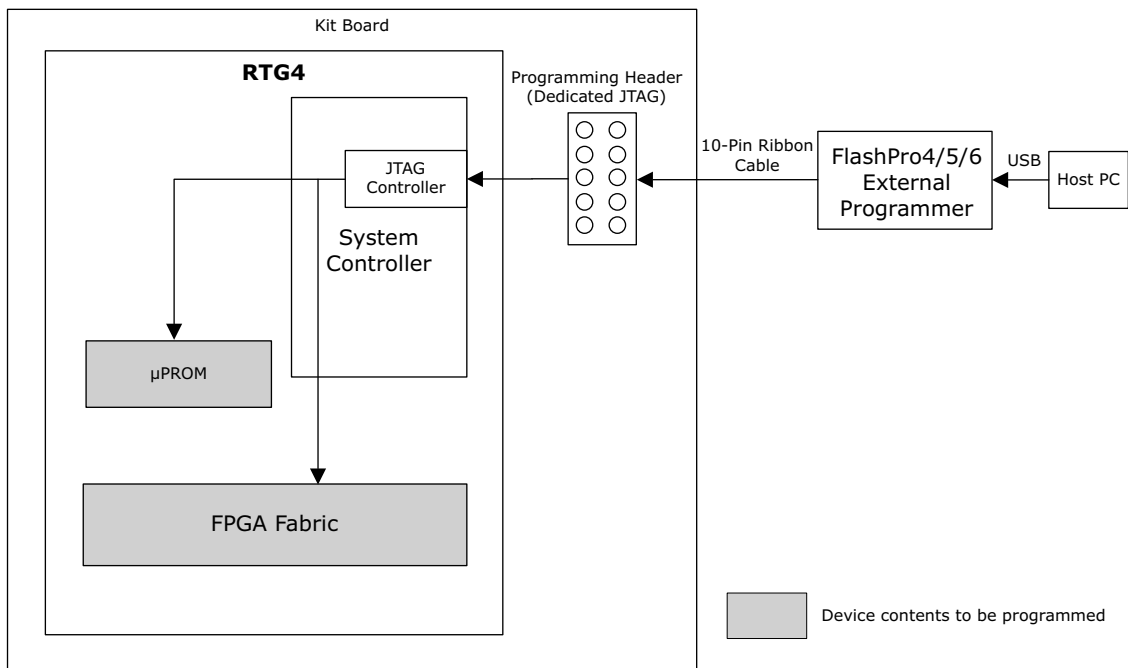 Kit Board
RTG4
Programming Header
(Dedicated JTAG)
10-Pin Ribbon
Cable
FlashPro4/5/6
External
Programmer
USB
Host PC
JTAG
Controller
System
Controller
µPROM
FPGA Fabric
Device contents to be programmed